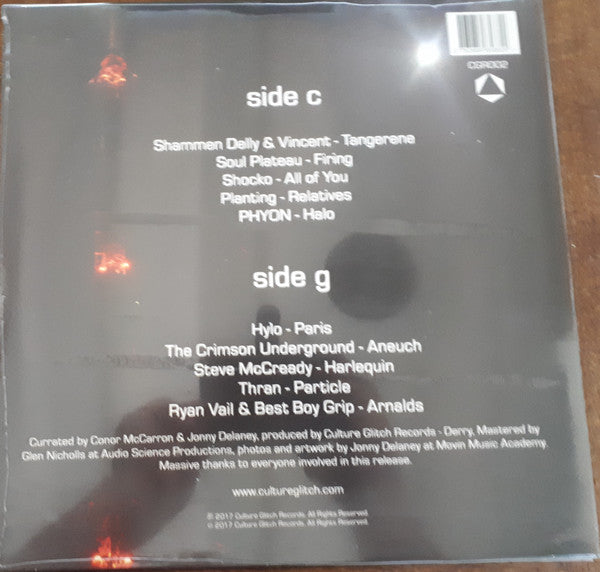 CGR002
side c
Shammen Delly & Vincent - Tangerene
Soul Plateau - Firing
Shocko - All of You
Planting - Relatives
PHYON - Halo
side g
Hylo - Paris
The Crimson Underground - Aneuch
Steve McCready - Harlequin
Thran - Particle
Ryan Vail & Best Boy Grip - Arnalds
Currated by Conor McCarron & Jonny Delaney, produced by Culture Glitch Records - Derry. Mastered by
Glen Nicholls at Audio Science Productions, photos and artwork by Jonny Delaney at Movin Music Academy.
Massive thanks to everyone involved in this release.
www.cultureglitch.com
℗ 2017 Culture Glitch Records. All Rights Reserved.
© 2017 Culture Glitch Records. All Rights Reserved.